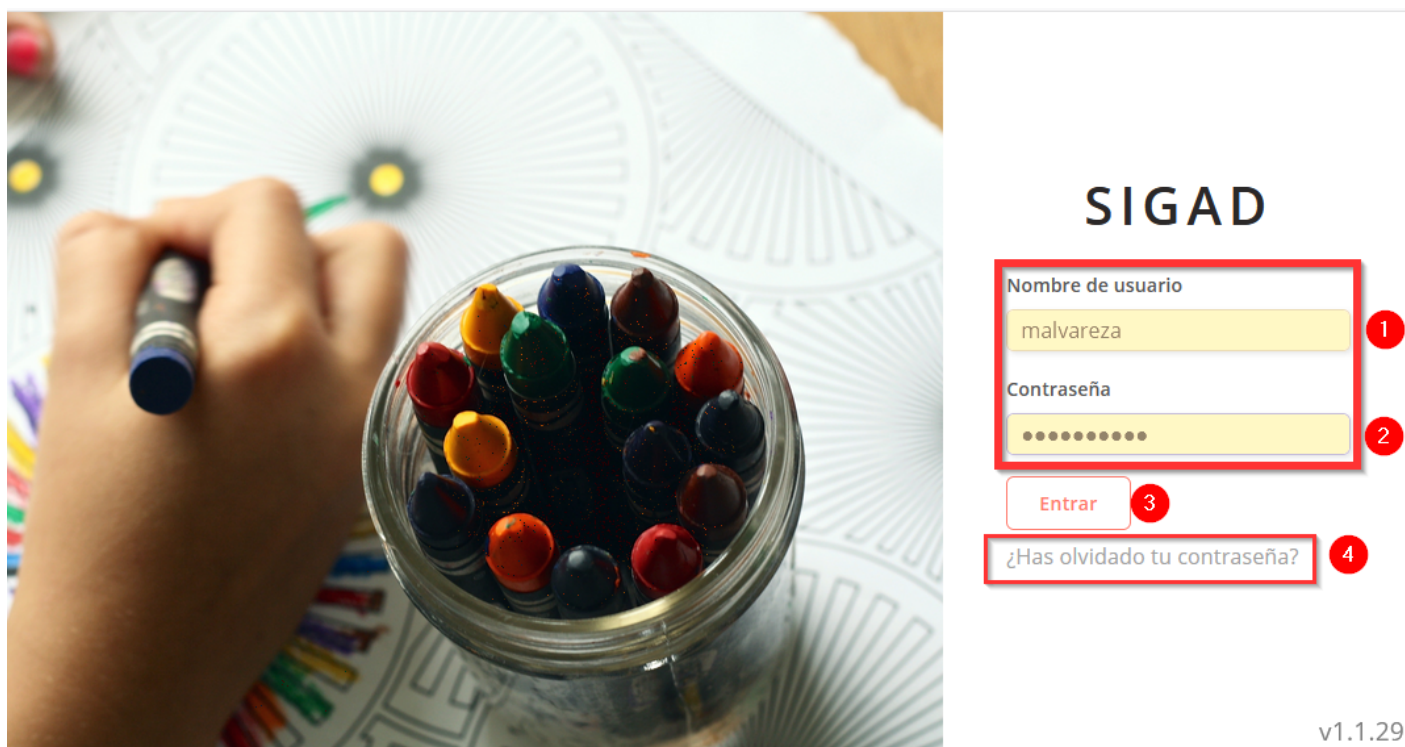 SIGAD
Nombre de usuario
malvareza
1
Contraseña
••••••••••
2
Entrar
3
¿Has olvidado tu contraseña?
4
v1.1.29